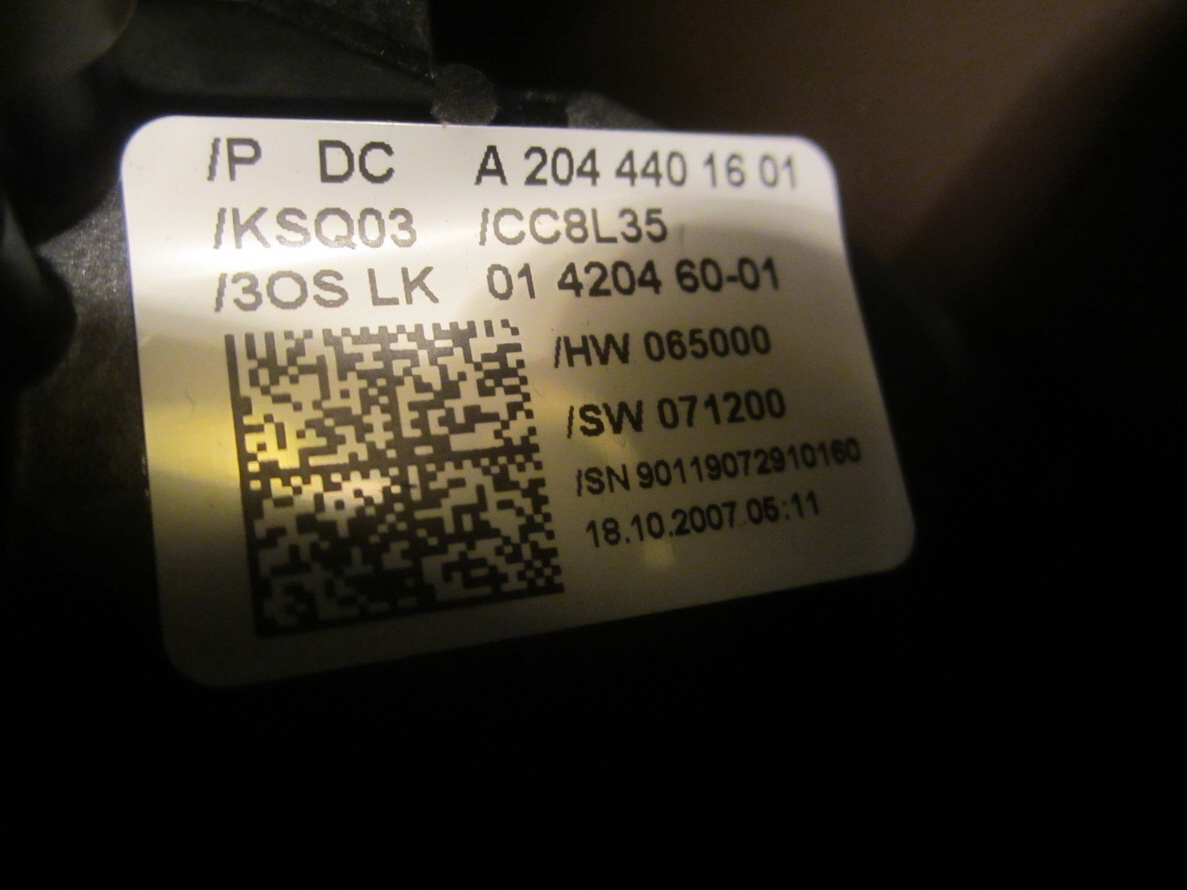 /P DC A 204 440 16 01
/KSQ03 /CC8L35
/3OS LK 01 4204 60-01
/HW 065000
/SW 071200
/SN 90119072910160
18.10.2007 05:11